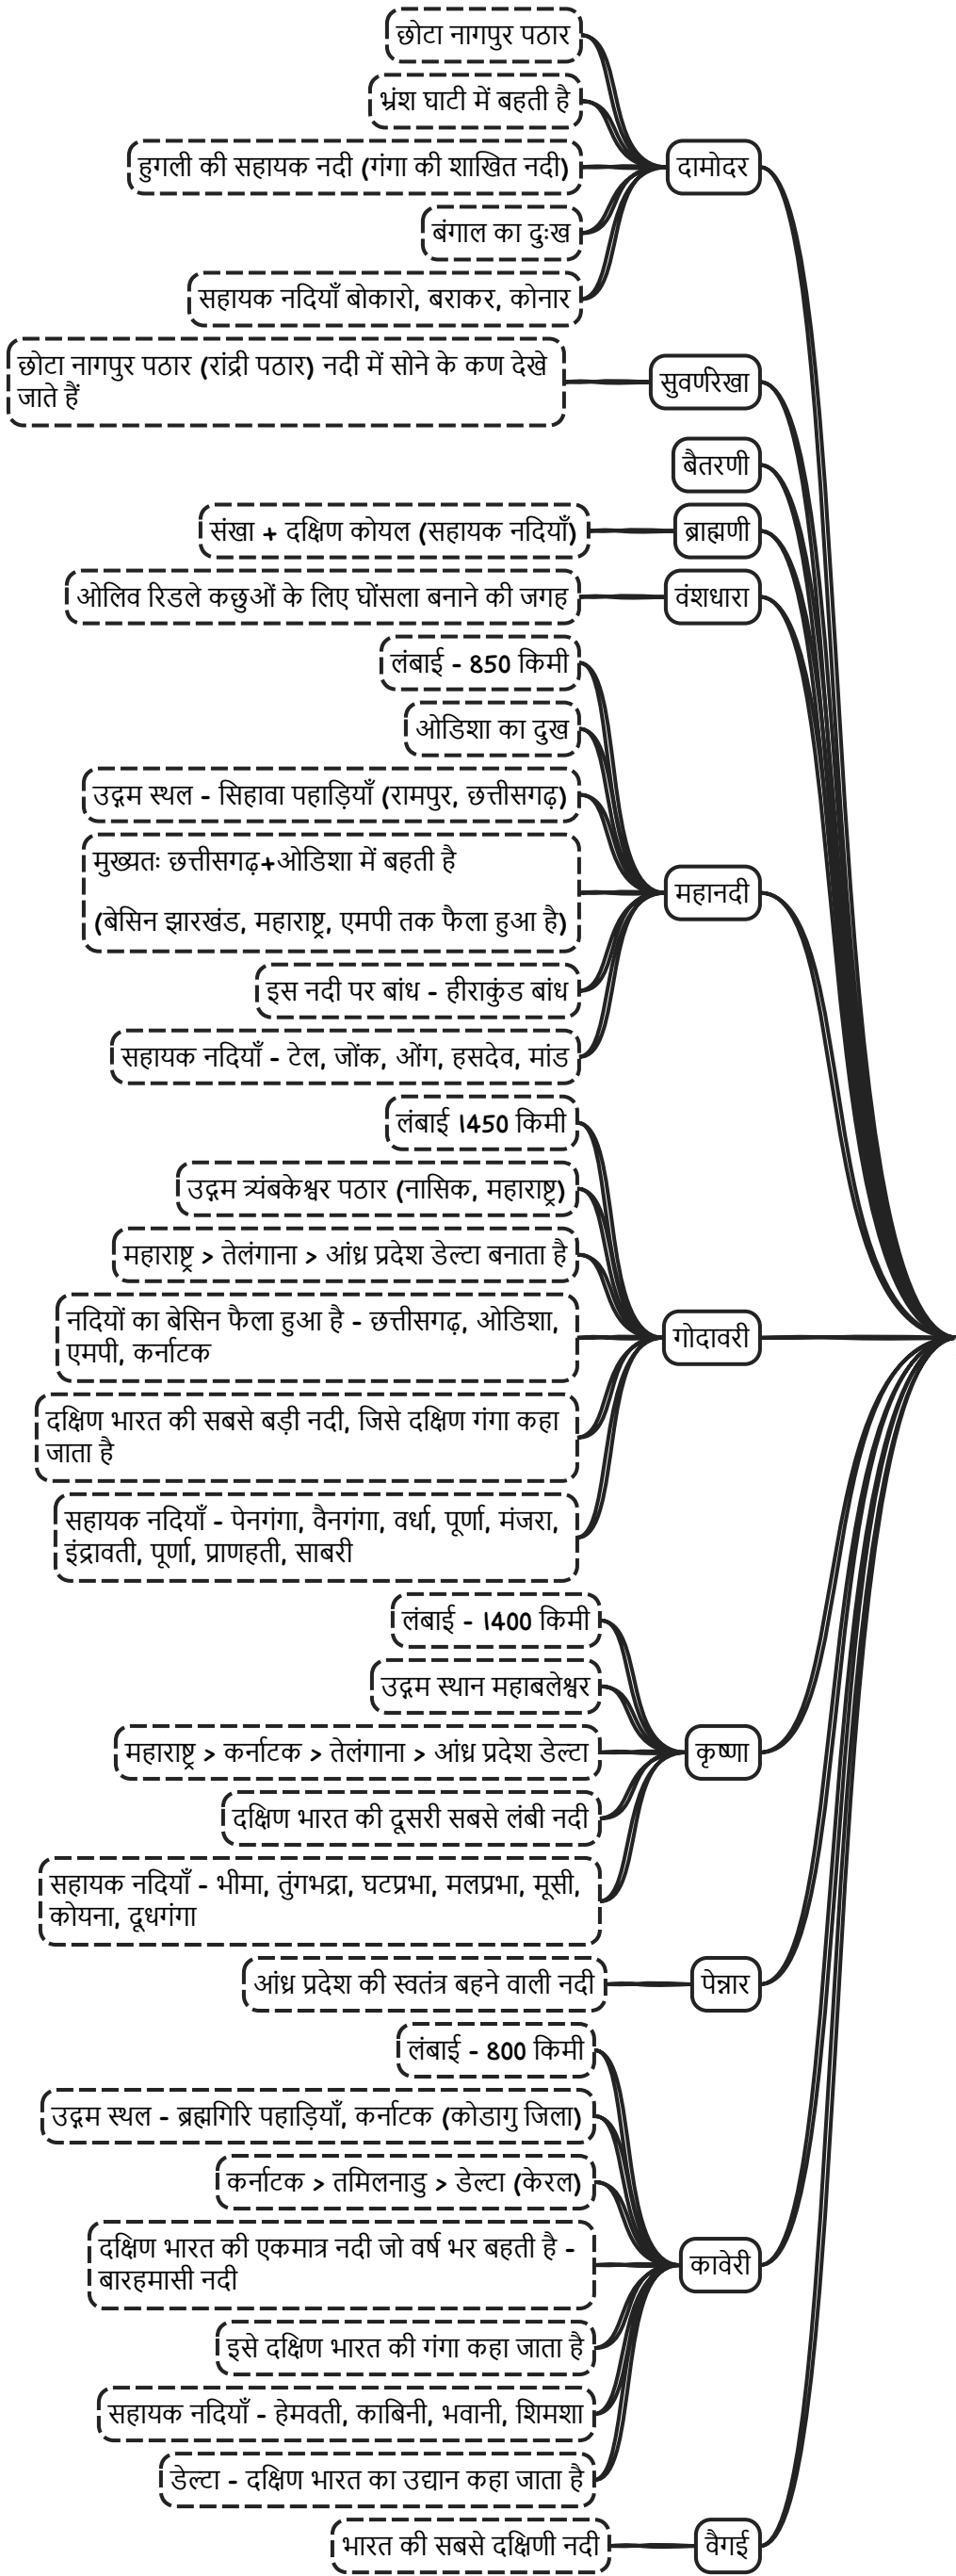 छोटा नागपुर पठार
भ्रंश घाटी में बहती है
हुगली की सहायक नदी (गंगा की शाखित नदी)
बंगाल का दुःख
सहायक नदियाँ बोकारो, बराकर, कोनार
दामोदर
छोटा नागपुर पठार (रांद्री पठार) नदी में सोने के कण देखे
जाते हैं
सुवर्णरेखा
बैतरणी
संखा + दक्षिण कोयल (सहायक नदियाँ)
ब्राह्मणी
ओलिव रिडले कछुओं के लिए घोंसला बनाने की जगह
वंशधारा
लंबाई - 850 किमी
ओडिशा का दुख
उद्गम स्थल - सिहावा पहाड़ियाँ (रामपुर, छत्तीसगढ़)
मुख्यतः छत्तीसगढ़+ओडिशा में बहती है
(बेसिन झारखंड, महाराष्ट्र, एमपी तक फैला हुआ है)
इस नदी पर बांध - हीराकुंड बांध
सहायक नदियाँ - टेल, जोंक, ओंग, हसदेव, मांड
महानदी
लंबाई 1450 किमी
उद्गम त्र्यंबकेश्वर पठार (नासिक, महाराष्ट्र)
महाराष्ट्र > तेलंगाना > आंध्र प्रदेश डेल्टा बनाता है
नदियों का बेसिन फैला हुआ है - छत्तीसगढ़, ओडिशा,
एमपी, कर्नाटक
दक्षिण भारत की सबसे बड़ी नदी, जिसे दक्षिण गंगा कहा
जाता है
सहायक नदियाँ - पेनगंगा, वैनगंगा, वर्धा, पूर्णा, मंजरा,
इंद्रावती, पूर्णा, प्राणहती, साबरी
गोदावरी
लंबाई - 1400 किमी
उद्गम स्थान महाबलेश्वर
महाराष्ट्र > कर्नाटक > तेलंगाना > आंध्र प्रदेश डेल्टा
दक्षिण भारत की दूसरी सबसे लंबी नदी
सहायक नदियाँ - भीमा, तुंगभद्रा, घटप्रभा, मलप्रभा, मूसी,
कोयना, दूधगंगा
कृष्णा
आंध्र प्रदेश की स्वतंत्र बहने वाली नदी
पेन्नार
लंबाई - 800 किमी
उद्गम स्थल - ब्रह्मगिरि पहाड़ियाँ, कर्नाटक (कोडागु जिला)
कर्नाटक > तमिलनाडु > डेल्टा (केरल)
दक्षिण भारत की एकमात्र नदी जो वर्ष भर बहती है -
बारहमासी नदी
इसे दक्षिण भारत की गंगा कहा जाता है
सहायक नदियाँ - हेमवती, काबिनी, भवानी, शिमशा
डेल्टा - दक्षिण भारत का उद्यान कहा जाता है
कावेरी
भारत की सबसे दक्षिणी नदी
वैगई